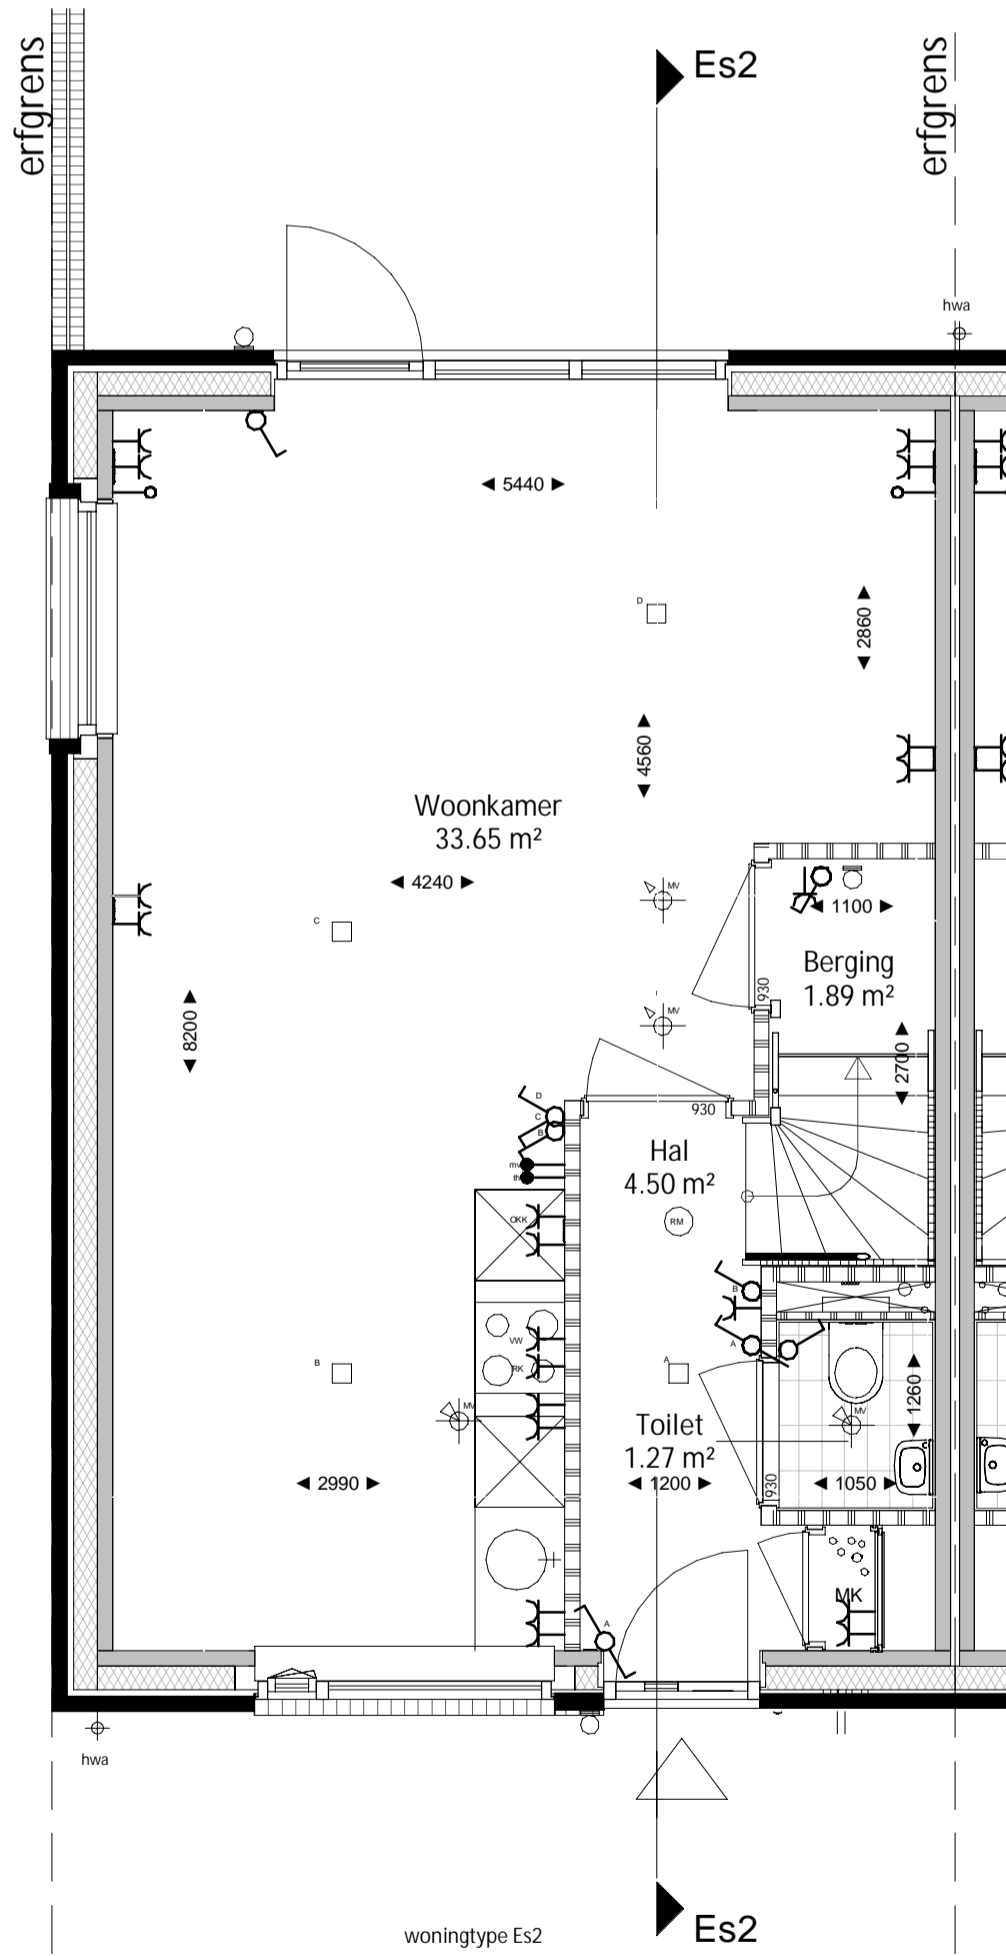 erfgrens
Es2
erfgrens
hwa
5440
D
2860
4560
Woonkamer
33.65 m²
4240
MV
1100
C
Berging
1.89 m²
930
MV
8200
2700
D
C
B
930
Hal
4.50 m²
mv
th
OKK
RM
B
VW
A
RK
B
A
1260
MV
MV
Toilet
1.27 m²
2990
1200
930
1050
MK
A
hwa
woningtype Es2
Es2